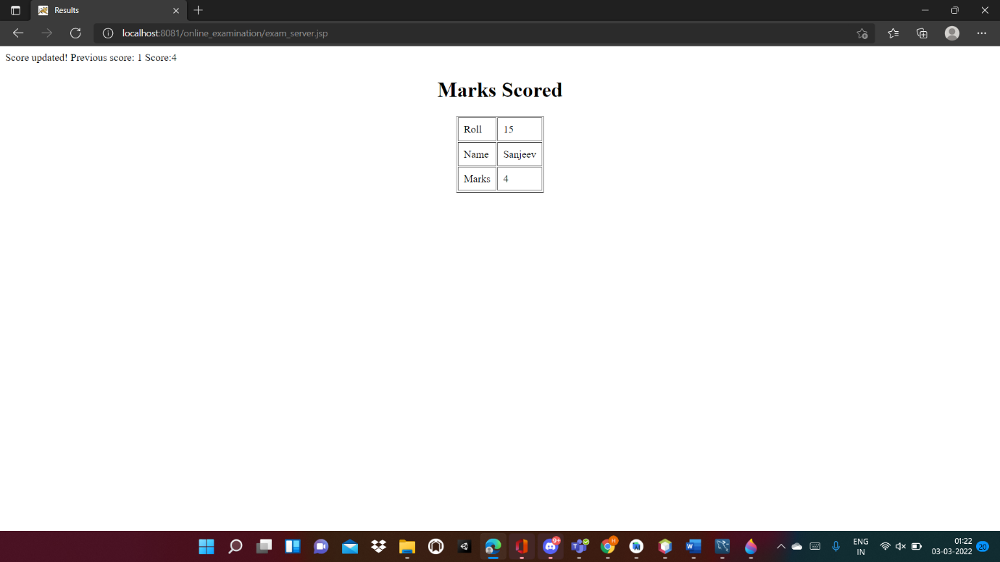 Results
localhost:8081/online_examination/exam_server.jsp
Score updated! Previous score: 1 Score:4
Marks Scored
Roll 15
Name Sanjeev
Marks 4
9+
H
W
ENG
IN
01:22
03-03-2022
20